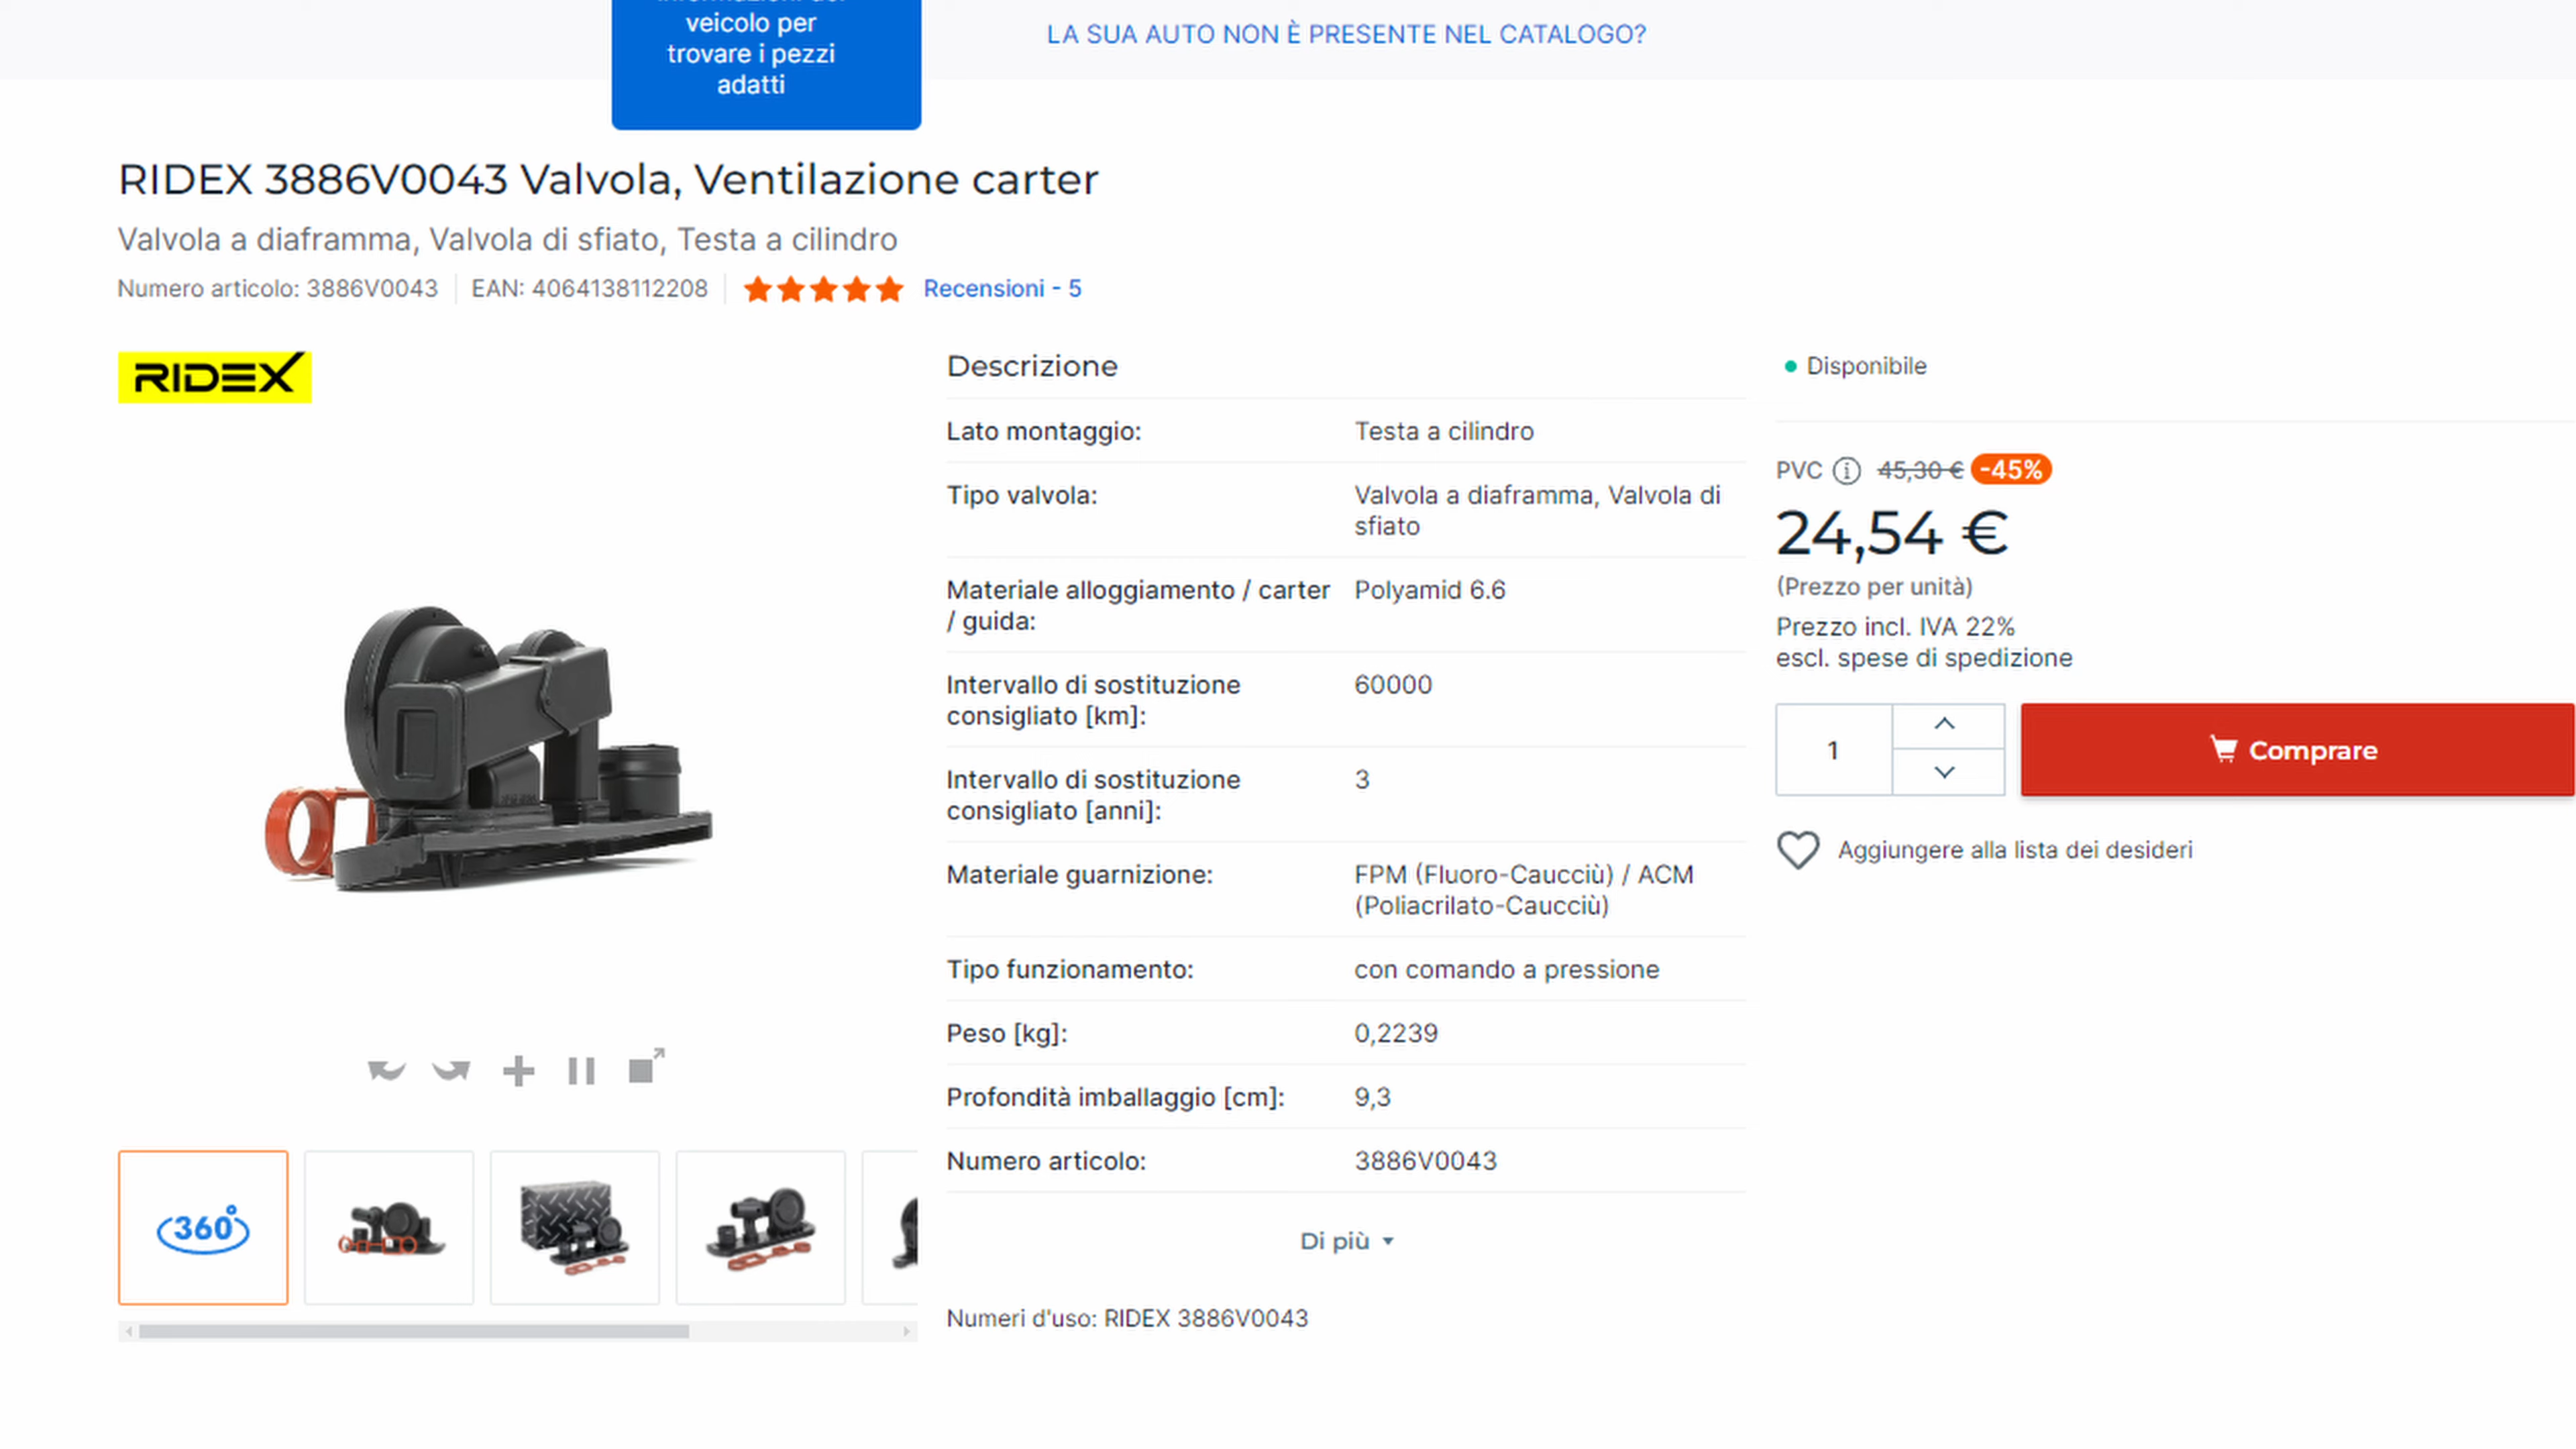 veicolo per
trovare i pezzi
adatti
LA SUA AUTO NON È PRESENTE NEL CATALOGO?
RIDEX 3886V0043 Valvola, Ventilazione carter
Valvola a diaframma, Valvola di sfiato, Testa a cilindro
Numero articolo: 3886V0043
EAN: 4064138112208
Recensioni - 5
RIDEX
Descrizione
Lato montaggio:
Testa a cilindro
Tipo valvola:
Valvola a diaframma, Valvola di
sfiato
Materiale alloggiamento / carter
/ guida:
Polyamid 6.6
Intervallo di sostituzione
consigliato [km]:
60000
Intervallo di sostituzione
consigliato [anni]:
3
Materiale guarnizione:
FPM (Fluoro-Caucciù) / ACM
(Poliacrilato-Caucciù)
Tipo funzionamento:
con comando a pressione
Peso [kg]:
0,2239
Profondità imballaggio [cm]:
9,3
Numero articolo:
3886V0043
Di più
Numeri d'uso: RIDEX 3886V0043
Disponibile
PVC i 45,30 € -45%
24,54 €
(Prezzo per unità)
Prezzo incl. IVA 22%
escl. spese di spedizione
1
Comprare
Aggiungere alla lista dei desideri
360°